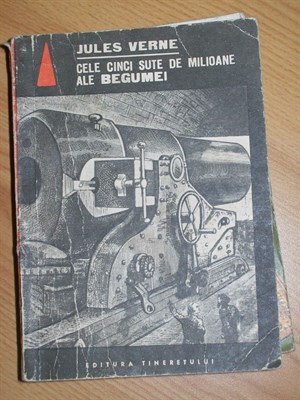 JULES VERNE
CELE CINCI SUTE DE MILIOANE
ALE BEGUMEI
EDITURA TINERETULUI